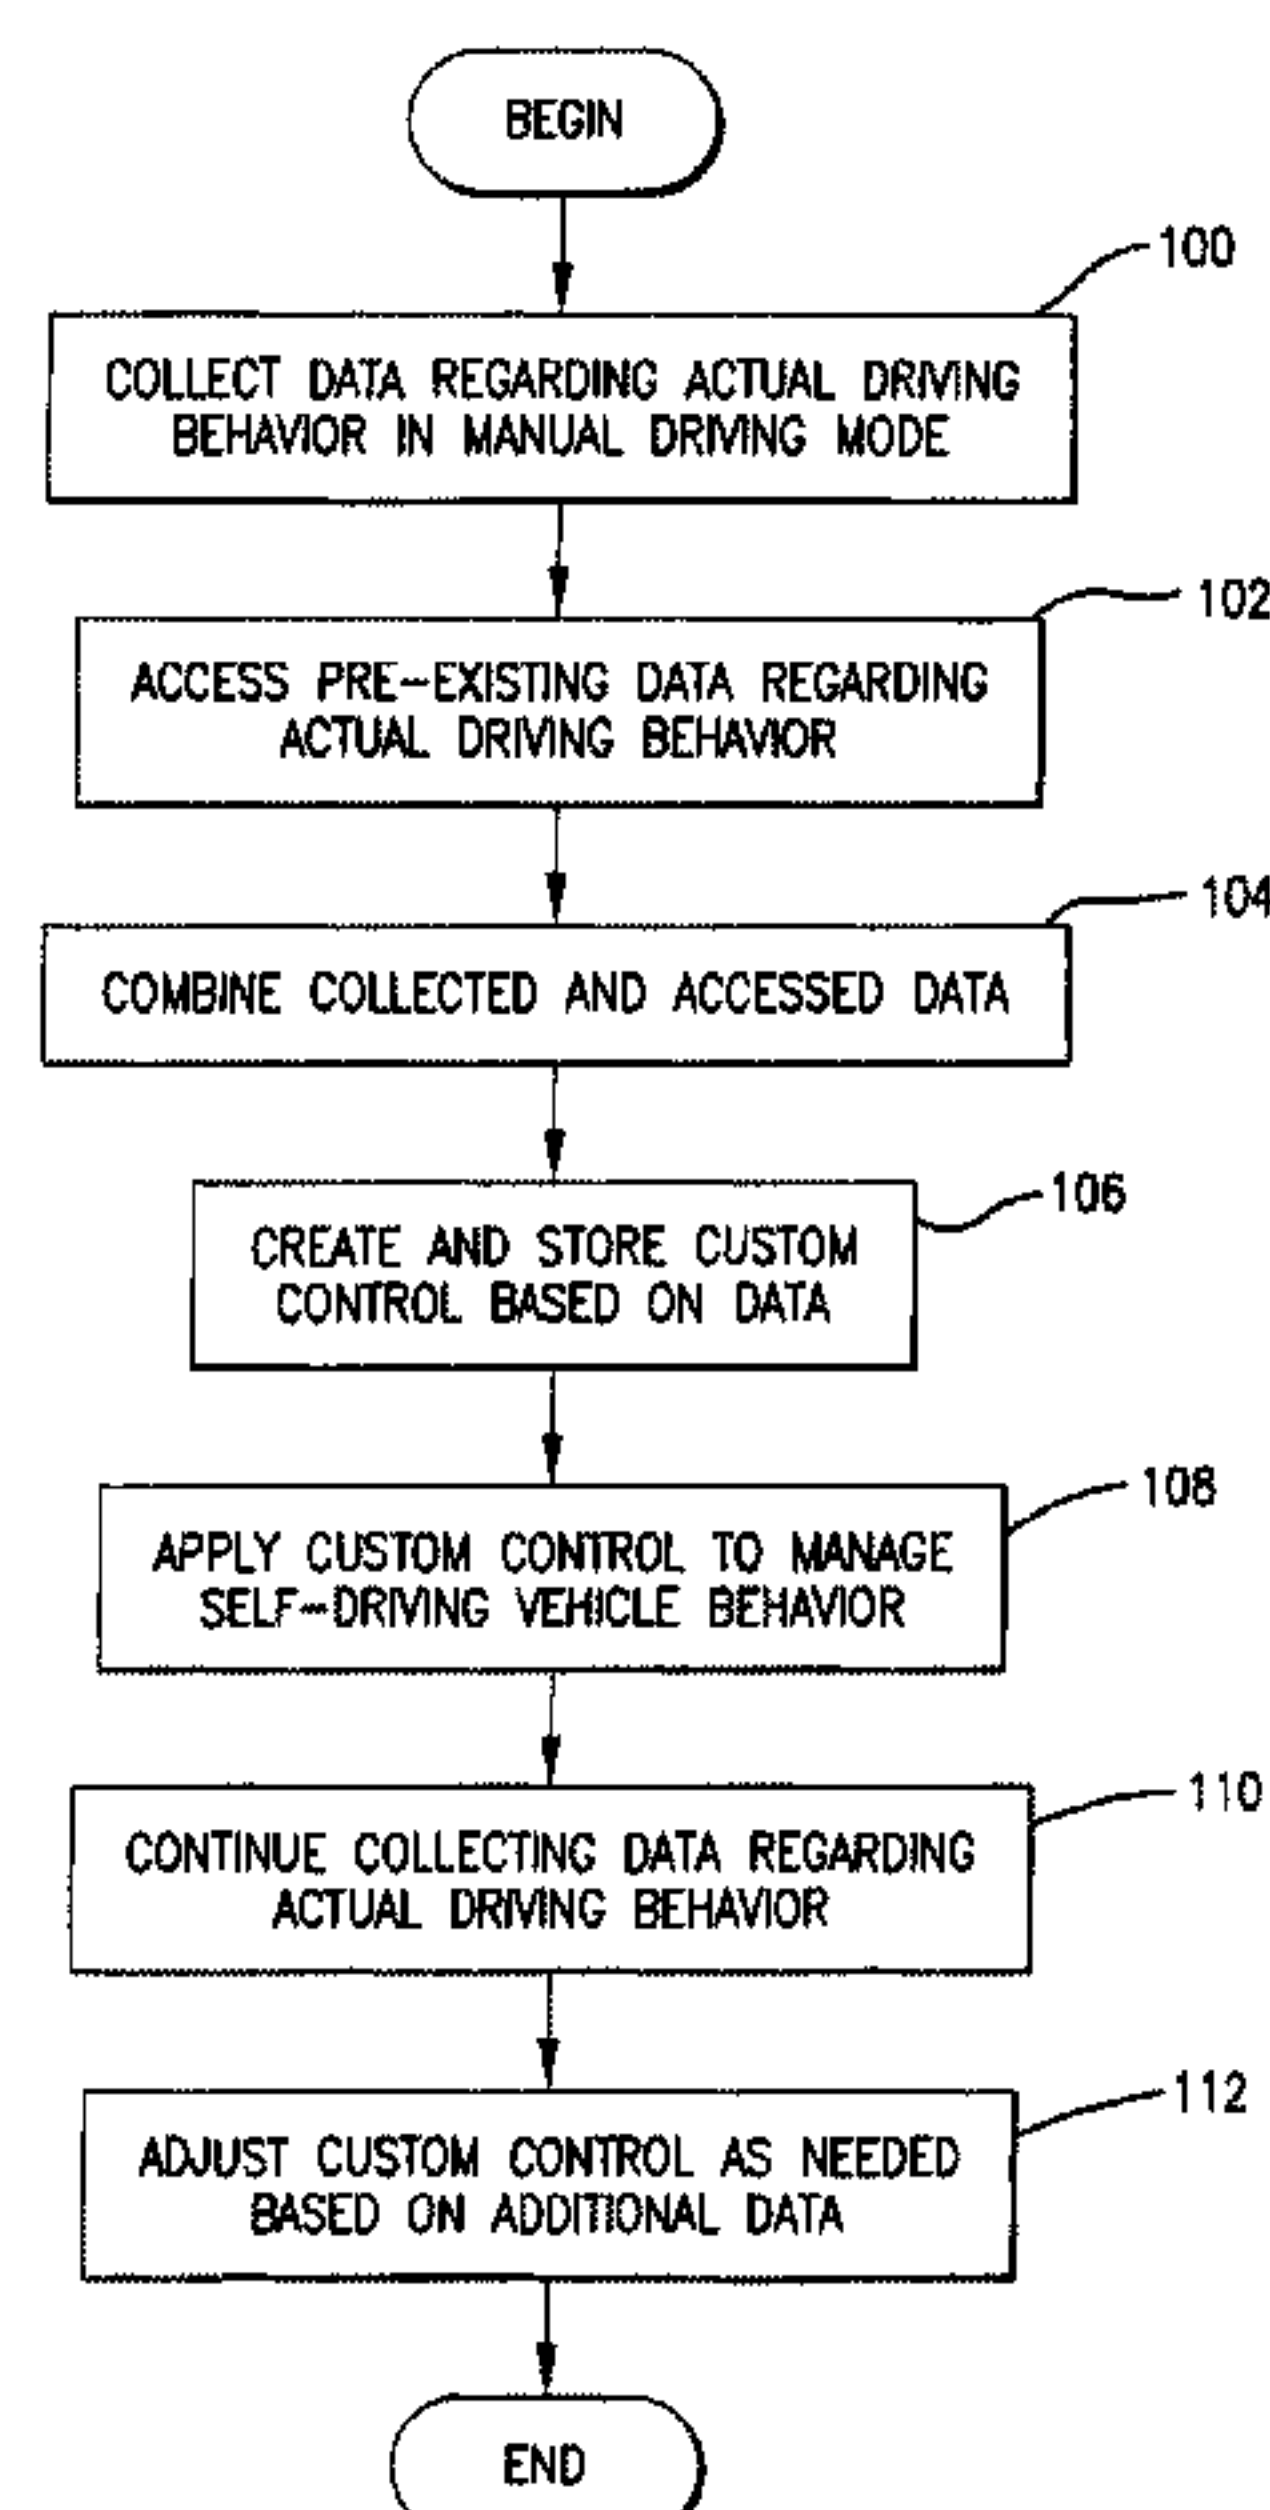 BEGIN
100
COLLECT DATA REGARDING ACTUAL DRIVING
BEHAVIOR IN MANUAL DRIVING MODE
102
ACCESS PRE-EXISTING DATA REGARDING
ACTUAL DRIVING BEHAVIOR
104
COMBINE COLLECTED AND ACCESSED DATA
106
CREATE AND STORE CUSTOM
CONTROL BASED ON DATA
108
APPLY CUSTOM CONTROL TO MANAGE
SELF-DRIVING VEHICLE BEHAVIOR
110
CONTINUE COLLECTING DATA REGARDING
ACTUAL DRIVING BEHAVIOR
112
ADJUST CUSTOM CONTROL AS NEEDED
BASED ON ADDITIONAL DATA
END